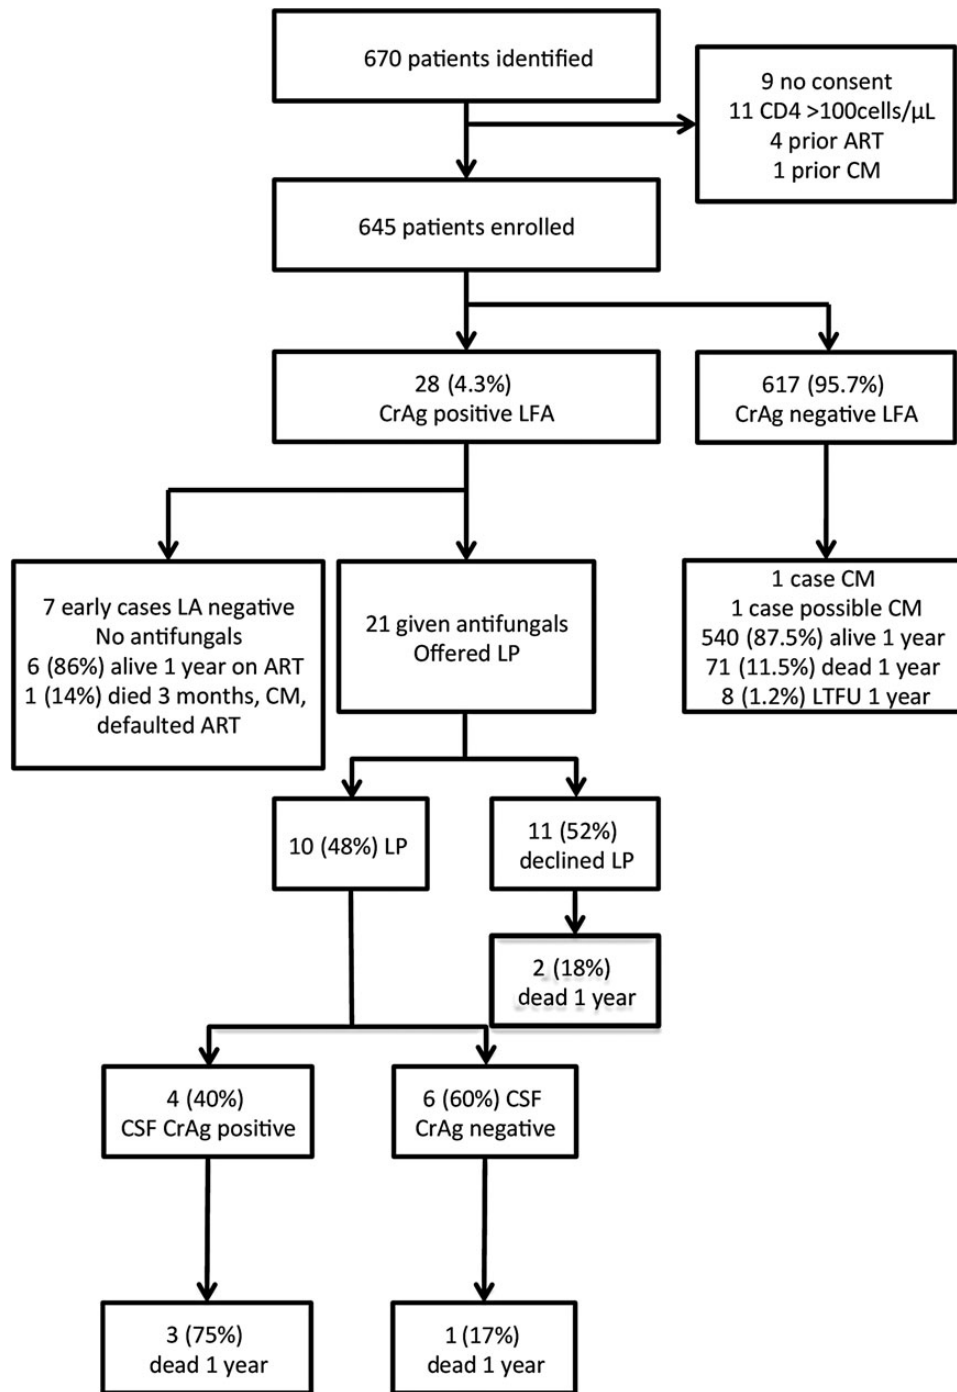 670 patients identified
9 no consent
11 CD4 >100cells/µL
4 prior ART
1 prior CM
645 patients enrolled
28 (4.3%)
CrAg positive LFA
617 (95.7%)
CrAg negative LFA
7 early cases LA negative
No antifungals
6 (86%) alive 1 year on ART
1 (14%) died 3 months, CM,
defaulted ART
21 given antifungals
Offered LP
1 case CM
1 case possible CM
540 (87.5%) alive 1 year
71 (11.5%) dead 1 year
8 (1.2%) LTFU 1 year
10 (48%) LP
11 (52%)
declined LP
2 (18%)
dead 1 year
4 (40%)
CSF CrAg positive
6 (60%) CSF
CrAg negative
3 (75%)
dead 1 year
1 (17%)
dead 1 year